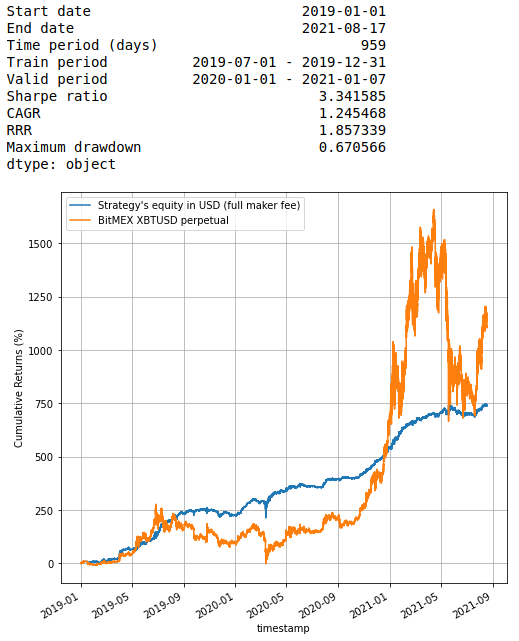 Start date 2019-01-01
End date 2021-08-17
Time period (days) 959
Train period 2019-07-01 - 2019-12-31
Valid period 2020-01-01 - 2021-01-07
Sharpe ratio 3.341585
CAGR 1.245468
RRR 1.857339
Maximum drawdown 0.670566
dtype: object
Strategy's equity in USD (full maker fee)
BitMEX XBTUSD perpetual
Cumulative Returns (%)
1500
1250
1000
750
500
250
0
2019-01
2019-05
2019-09
2020-01
2020-05
2020-09
2021-01
2021-05
2021-09
timestamp